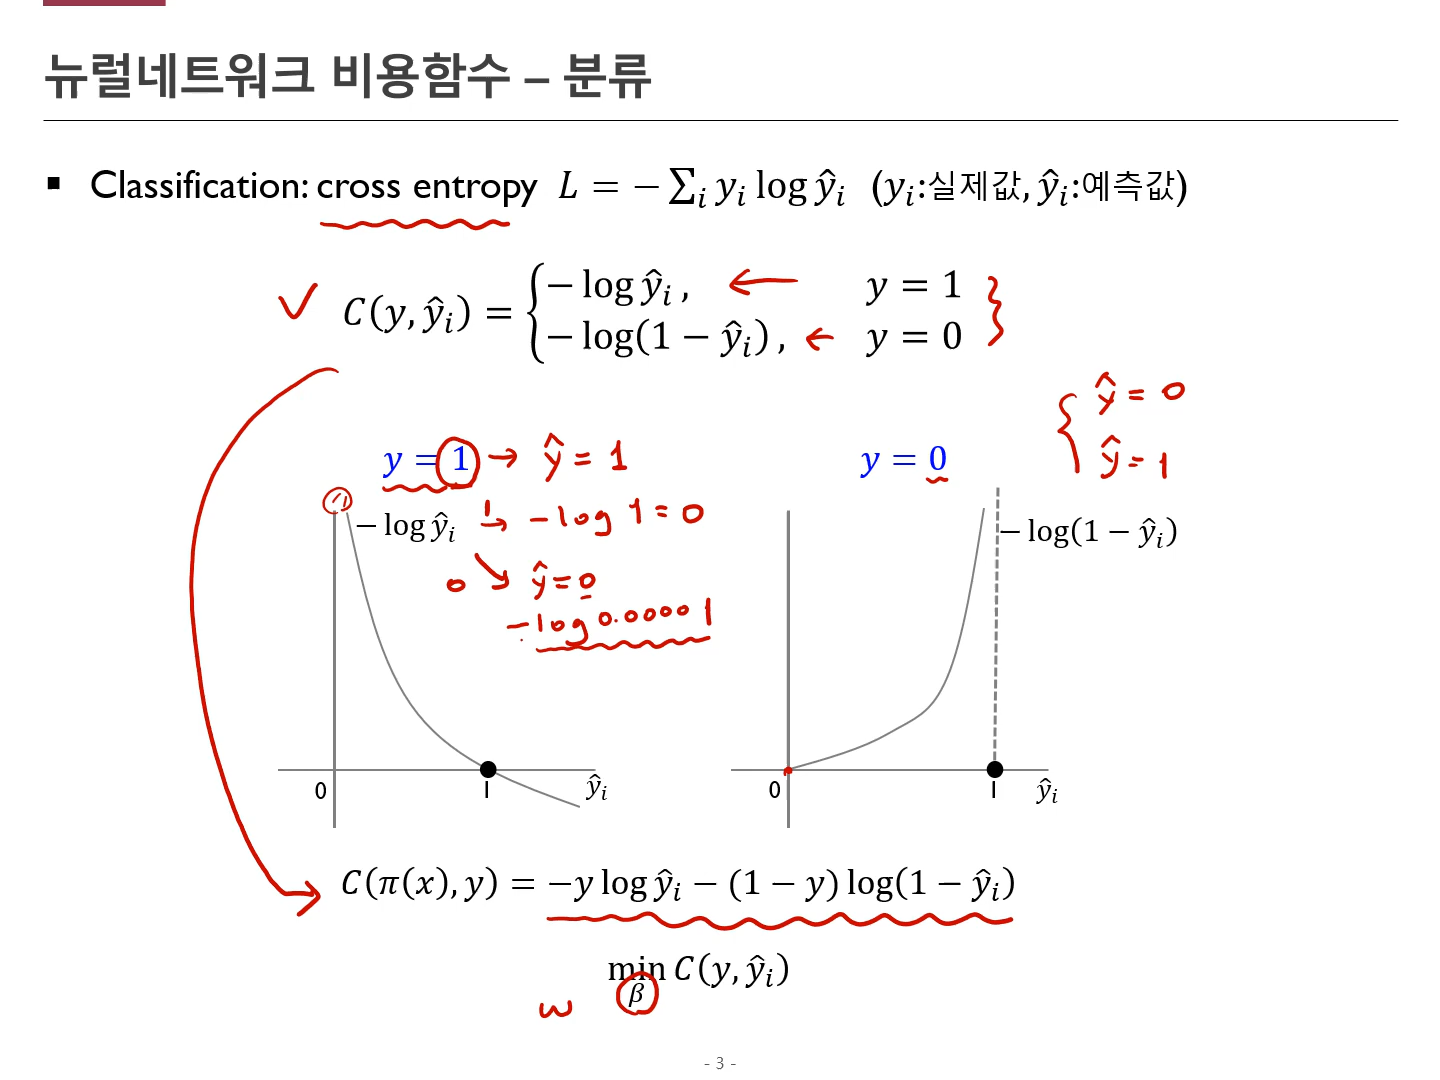 뉴럴네트워크 비용함수 – 분류
▪ Classification: cross entropy L = − ∑ᵢ yᵢ log ŷᵢ (yᵢ:실제값, ŷᵢ:예측값)
C(y, ŷᵢ) = { − log ŷᵢ , ← y = 1
− log(1 − ŷᵢ) , ← y = 0 }
{ ŷ = 0
ŷ = 1
y = 1 → ŷ = 1
y = 0
− log ŷᵢ → −log 1 = 0
− log(1 − ŷᵢ)
0 ŷ = 0
−log 0.00001
0 1 ŷᵢ
0 1 ŷᵢ
C(π(x), y) = −y log ŷᵢ − (1 − y) log(1 − ŷᵢ)
min C(y, ŷᵢ)
w β
- 3 -